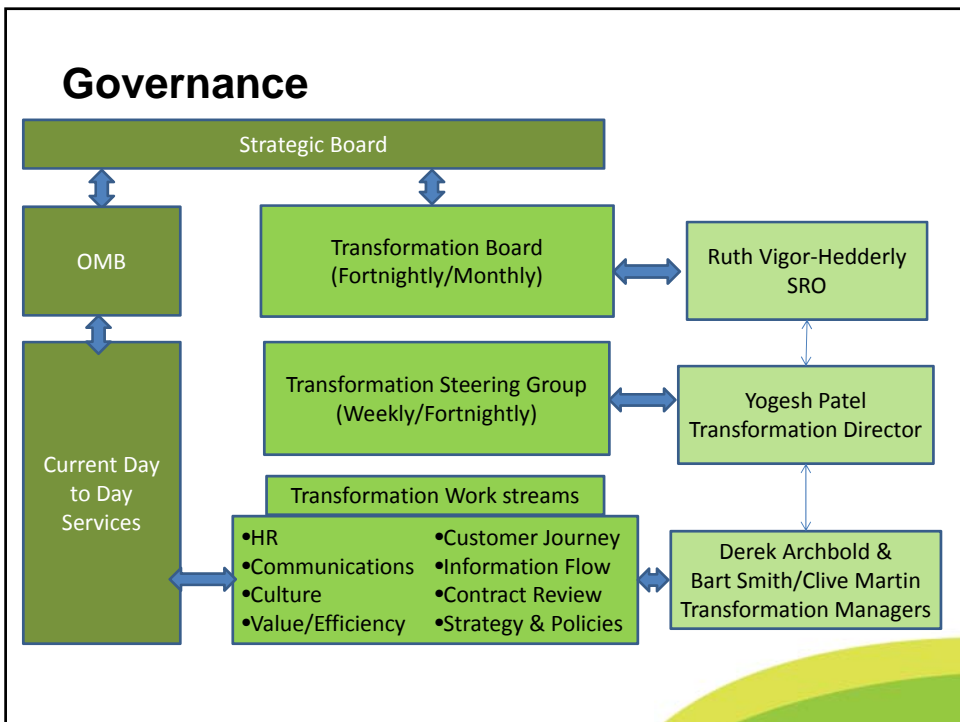 Governance
Strategic Board
OMB
Transformation Board
(Fortnightly/Monthly)
Ruth Vigor-Hedderly
SRO
Transformation Steering Group
(Weekly/Fortnightly)
Yogesh Patel
Transformation Director
Current Day
to Day
Services
Transformation Work streams
•HR
•Communications
•Culture
•Value/Efficiency
•Customer Journey
•Information Flow
•Contract Review
•Strategy & Policies
Derek Archbold &
Bart Smith/Clive Martin
Transformation Managers